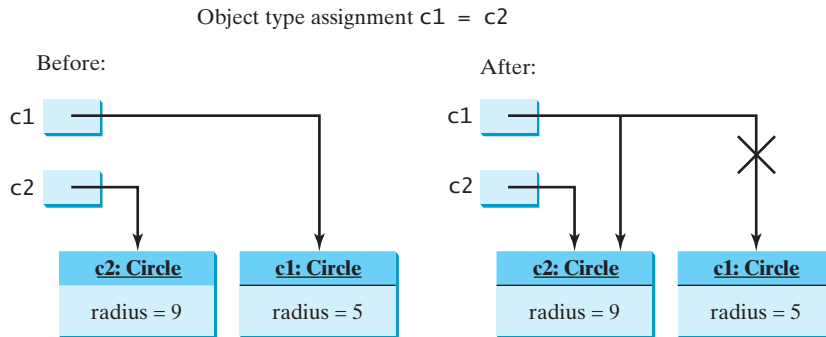 Object type assignment c1 = c2
Before:
After:
c1
c1
c2
c2
c2: Circle
c1: Circle
c2: Circle
c1: Circle
radius = 9
radius = 5
radius = 9
radius = 5